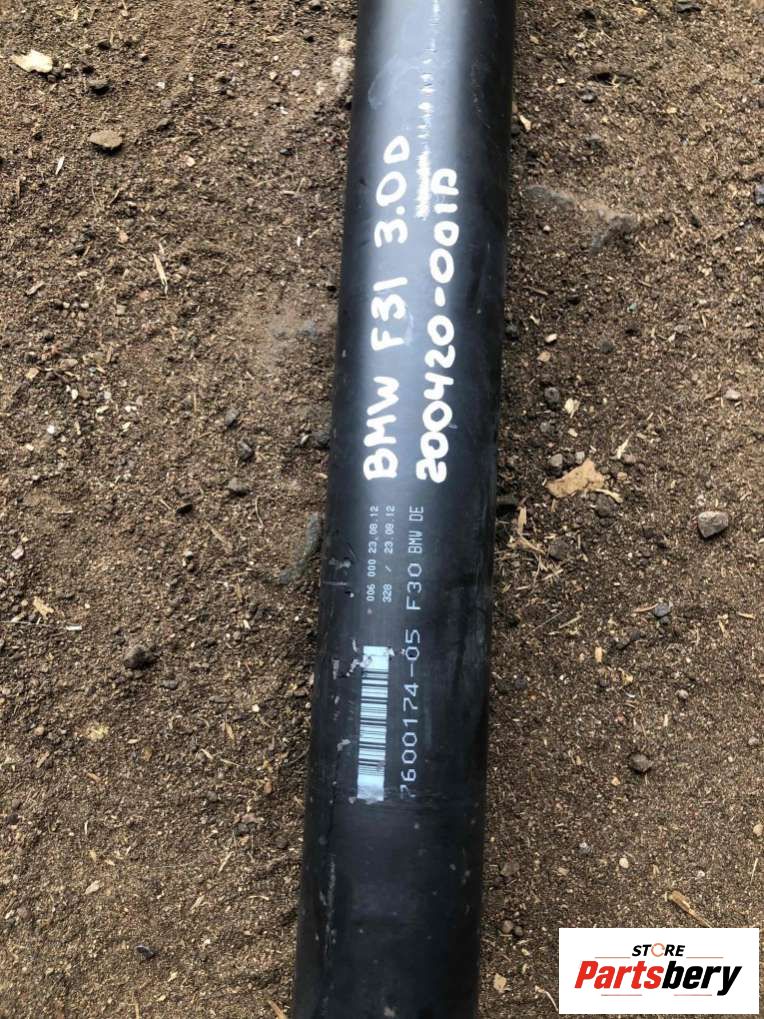 BMW F31 3.0D
200420-001D
006 000 23.08.12
328 / 23.08.12
7600174-05 F30 BMW DE
STORE
Partsbery